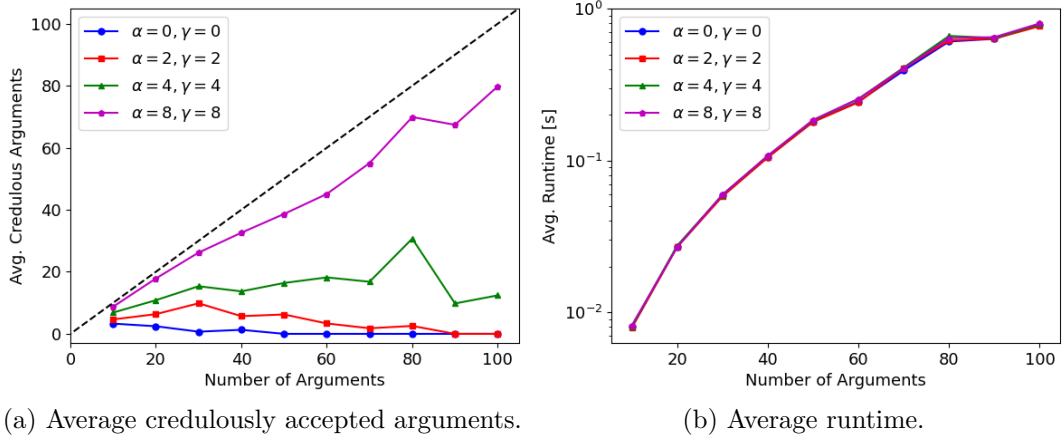 100
80
60
40
20
0
Avg. Credulous Arguments
α = 0, γ = 0
α = 2, γ = 2
α = 4, γ = 4
α = 8, γ = 8
0 20 40 60 80 100
Number of Arguments
(a) Average credulously accepted arguments.
10⁰
10⁻¹
10⁻²
Avg. Runtime [s]
α = 0, γ = 0
α = 2, γ = 2
α = 4, γ = 4
α = 8, γ = 8
20 40 60 80 100
Number of Arguments
(b) Average runtime.